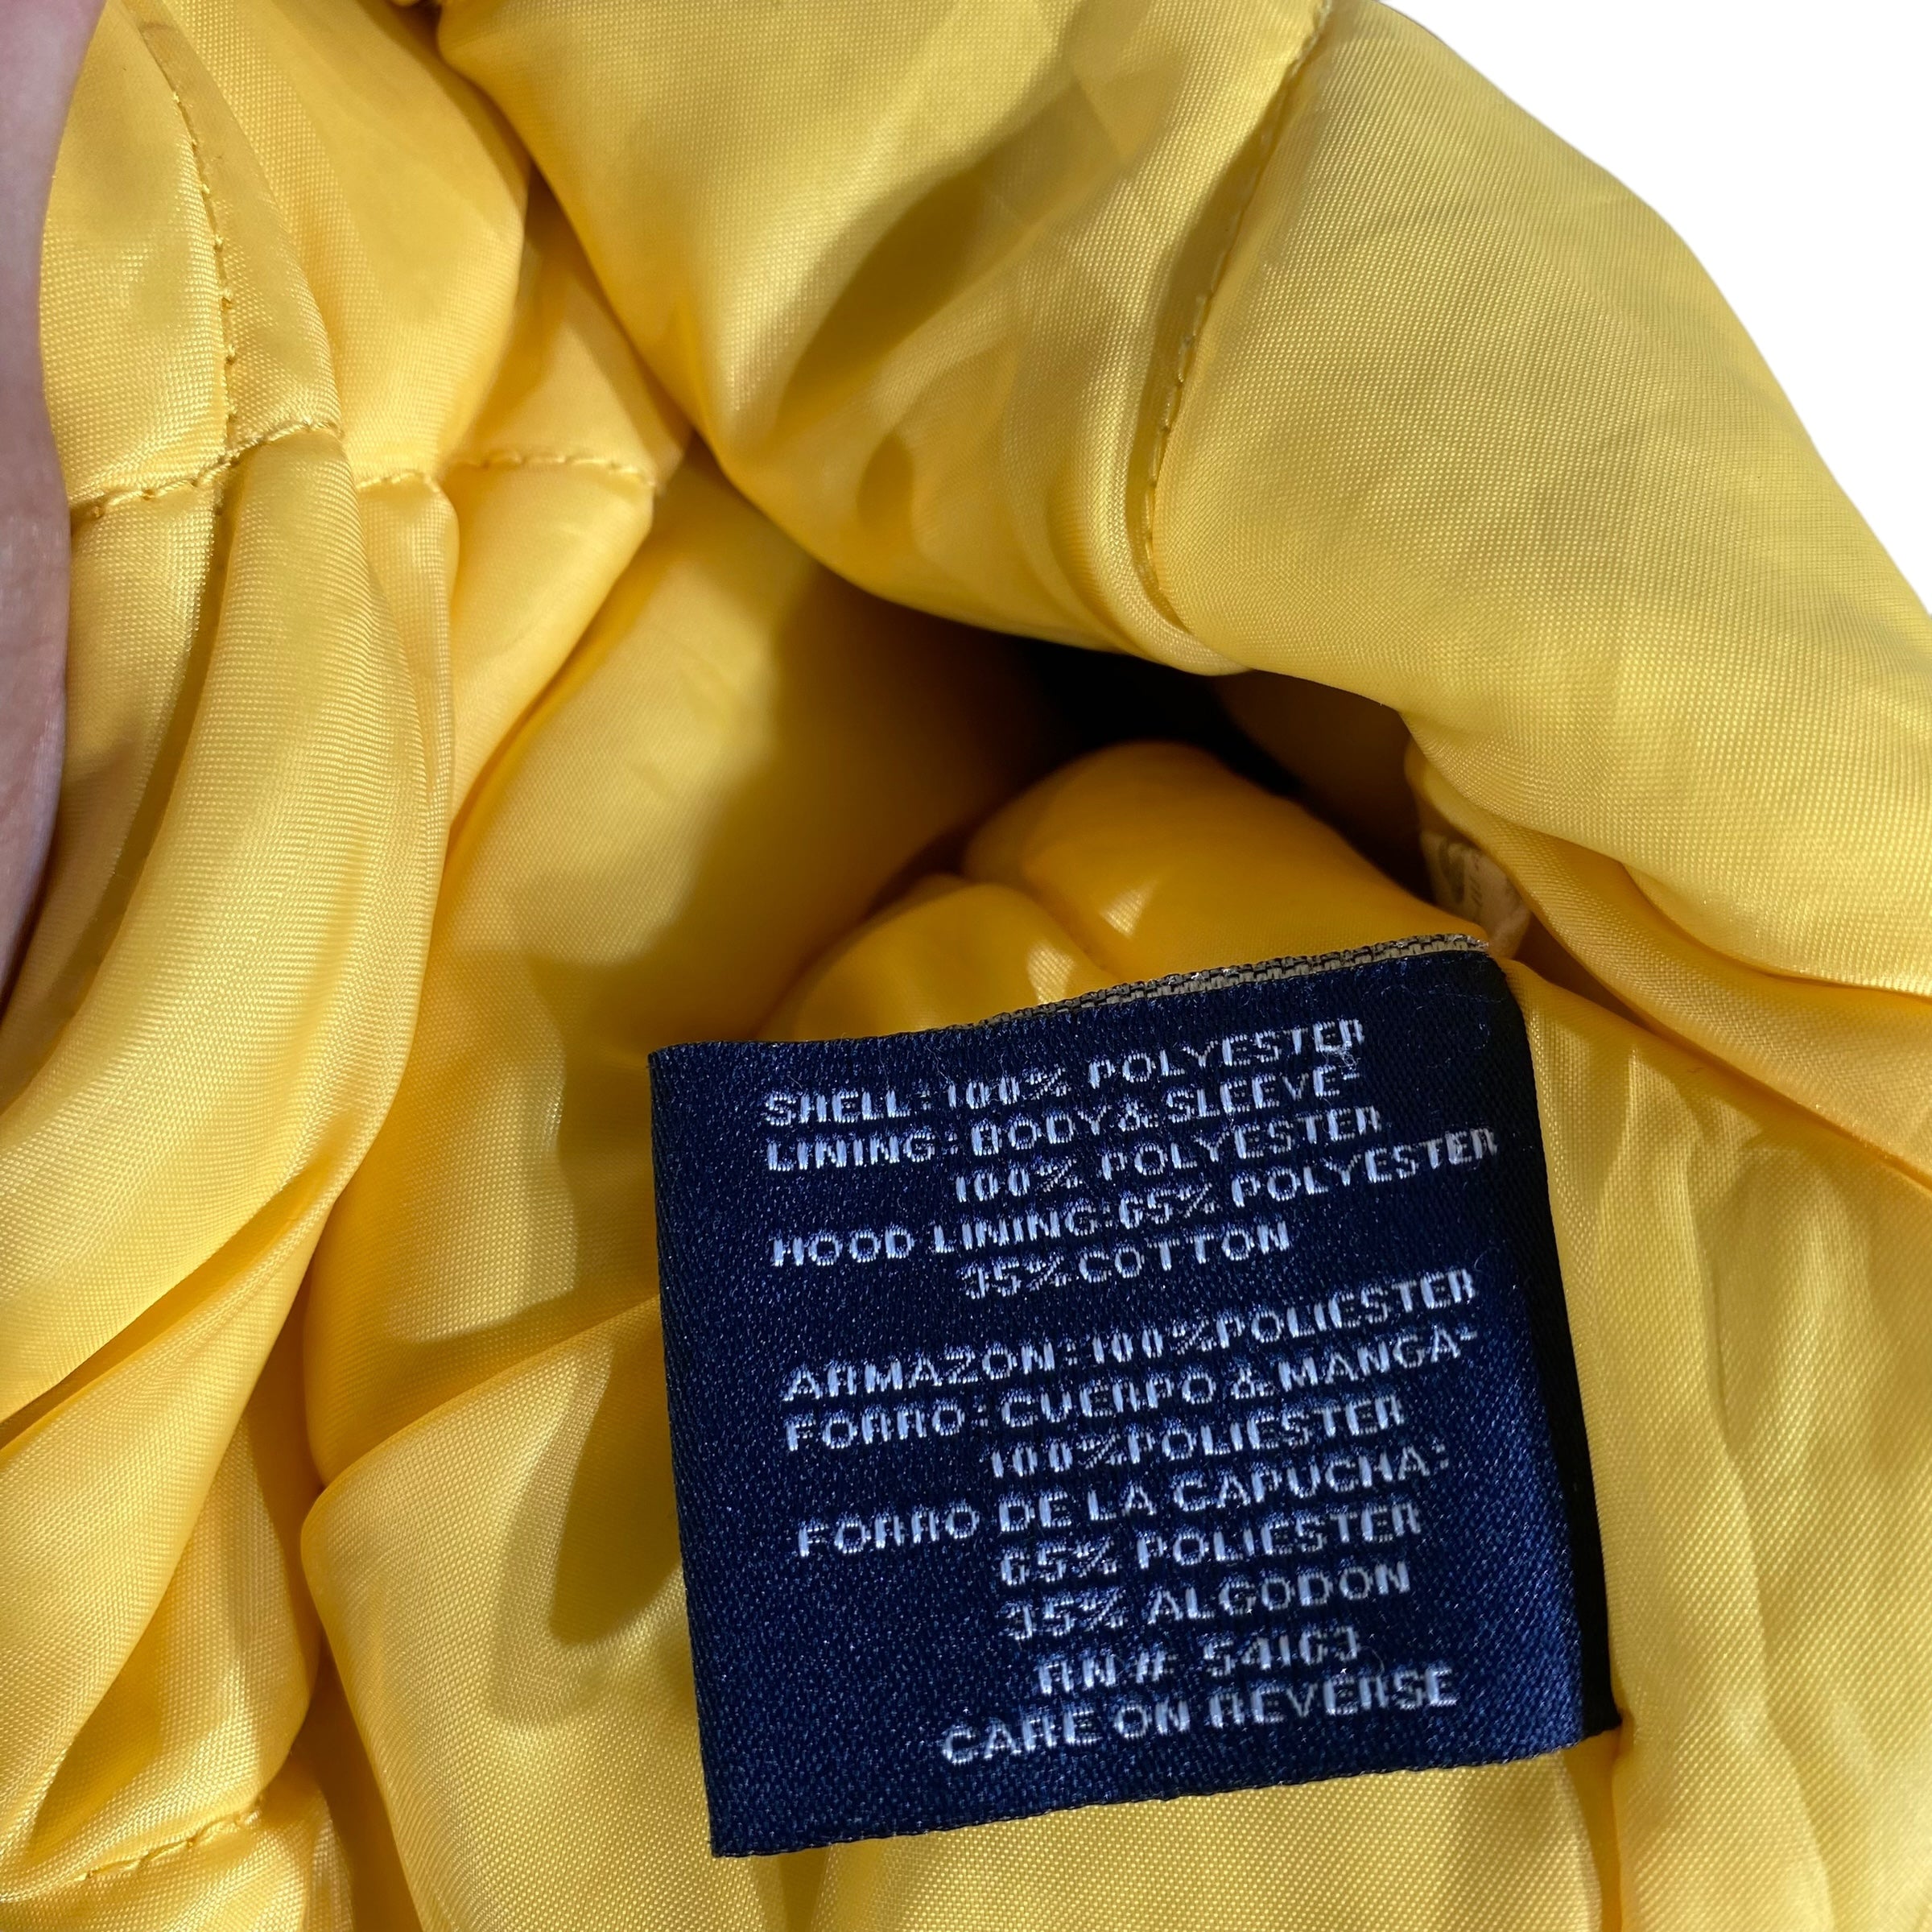 SHELL: 100% POLYESTER
LINING: BODY & SLEEVE-
100% POLYESTER
HOOD LINING: 65% POLYESTER
35% COTTON
ARMAZON: 100% POLIESTER
FORRO: CUERPO & MANGA-
100% POLIESTER
FORRO DE LA CAPUCHA:
65% POLIESTER
35% ALGODON
RN# 54163
CARE ON REVERSE